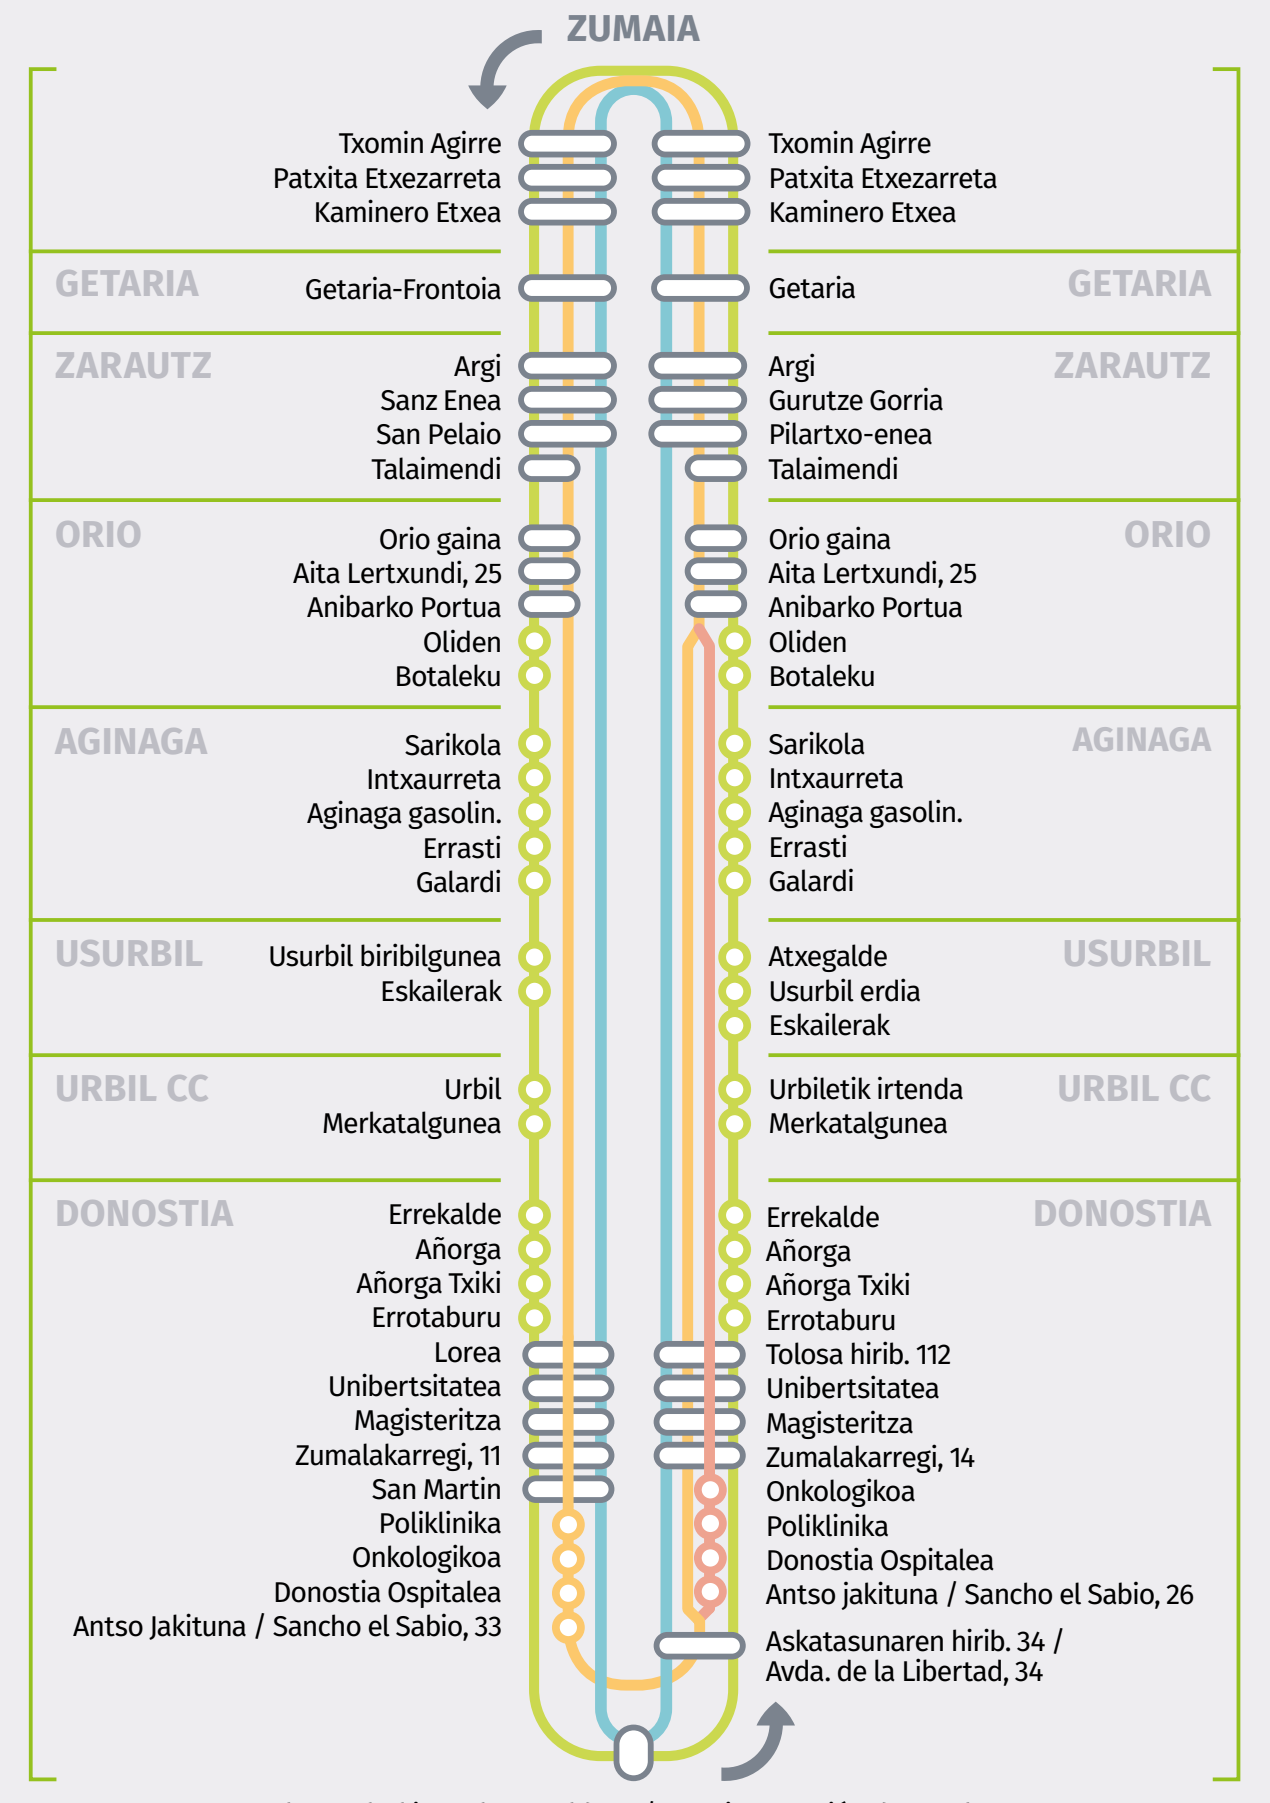 ZUMAIA
Txomin Agirre
Patxita Etxezarreta
Kaminero Etxea
GETARIA
Getaria-Frontoia
ZARAUTZ
Argi
Sanz Enea
San Pelaio
Talaimendi
ORIO
Orio gaina
Aita Lertxundi, 25
Anibarko Portua
Oliden
Botaleku
AGINAGA
Sarikola
Intxaurreta
Aginaga gasolin.
Errasti
Galardi
USURBIL
Usurbil biribilgunea
Eskailerak
URBIL CC
Urbil
Merkatalgunea
DONOSTIA
Errekalde
Añorga
Añorga Txiki
Errotaburu
Lorea
Unibertsitatea
Magisteritza
Zumalakarregi, 11
San Martin
Poliklinika
Onkologikoa
Donostia Ospitalea
Antso Jakituna / Sancho el Sabio, 33
Txomin Agirre
Patxita Etxezarreta
Kaminero Etxea
Getaria
GETARIA
Argi
ZARAUTZ
Gurutze Gorria
Pilartxo-enea
Talaimendi
Orio gaina
ORIO
Aita Lertxundi, 25
Anibarko Portua
Oliden
Botaleku
Sarikola
AGINAGA
Intxaurreta
Aginaga gasolin.
Errasti
Galardi
Atxegalde
USURBIL
Usurbil erdia
Eskailerak
Urbiletik irtenda
URBIL CC
Merkatalgunea
Errekalde
DONOSTIA
Añorga
Añorga Txiki
Errotaburu
Tolosa hirib. 112
Unibertsitatea
Magisteritza
Zumalakarregi, 14
Onkologikoa
Poliklinika
Donostia Ospitalea
Antso jakituna / Sancho el Sabio, 26
Askatasunaren hirib. 34 /
Avda. de la Libertad, 34